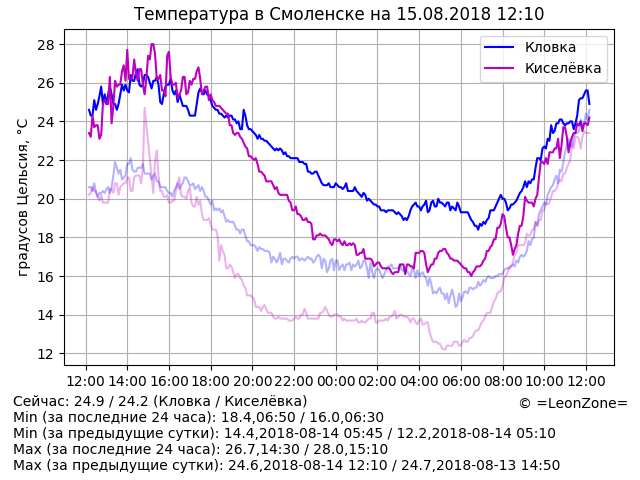 Температура в Смоленске на 15.08.2018 12:10
Кловка
Киселёвка
градусов Цельсия, °C
28
26
24
22
20
18
16
14
12
12:00 14:00 16:00 18:00 20:00 22:00 00:00 02:00 04:00 06:00 08:00 10:00 12:00
Сейчас: 24.9 / 24.2 (Кловка / Киселёвка)
© =LeonZone=
Min (за последние 24 часа): 18.4,06:50 / 16.0,06:30
Min (за предыдущие сутки): 14.4,2018-08-14 05:45 / 12.2,2018-08-14 05:10
Max (за последние 24 часа): 26.7,14:30 / 28.0,15:10
Max (за предыдущие сутки): 24.6,2018-08-14 12:10 / 24.7,2018-08-13 14:50